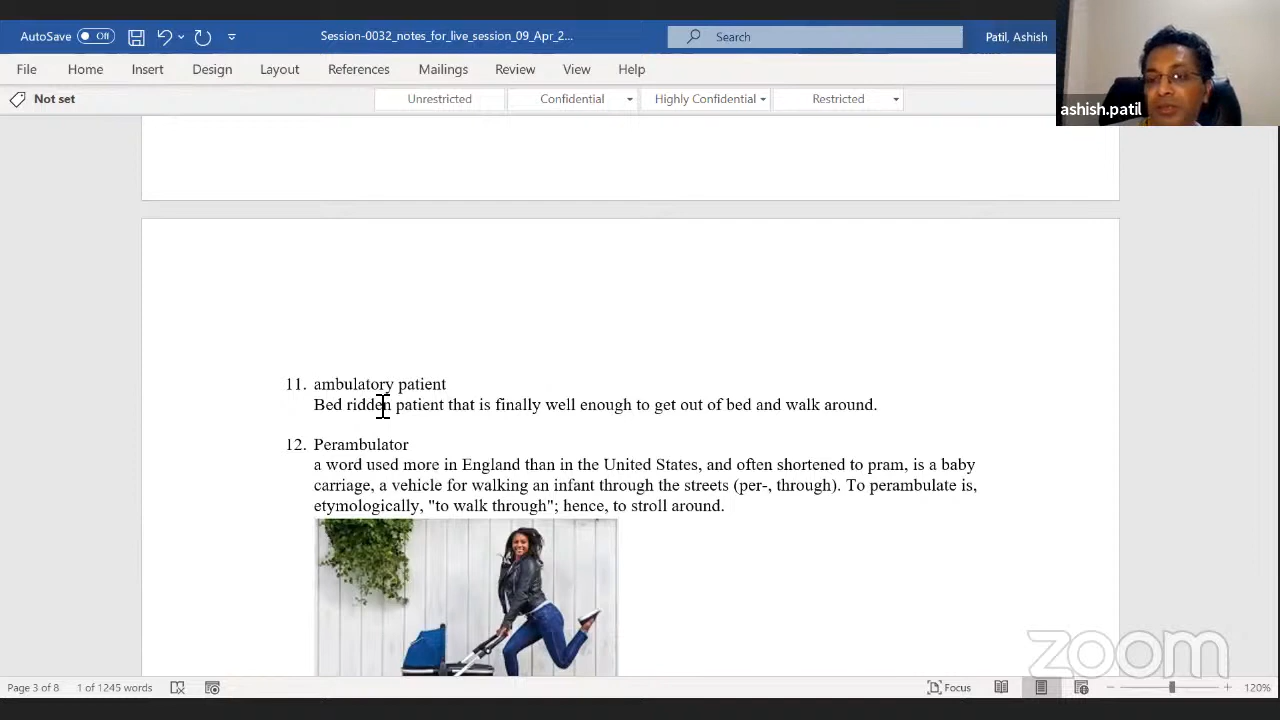 AutoSave Off Session-0032_notes_for_live_session_09_Apr_2... Search Patil, Ashish
File Home Insert Design Layout References Mailings Review View Help
Not set Unrestricted Confidential Highly Confidential Restricted
ashish.patil
11. ambulatory patient
Bed ridden patient that is finally well enough to get out of bed and walk around.
12. Perambulator
a word used more in England than in the United States, and often shortened to pram, is a baby
carriage, a vehicle for walking an infant through the streets (per-, through). To perambulate is,
etymologically, "to walk through"; hence, to stroll around.
zoom
Page 3 of 8 1 of 1245 words Focus 120%